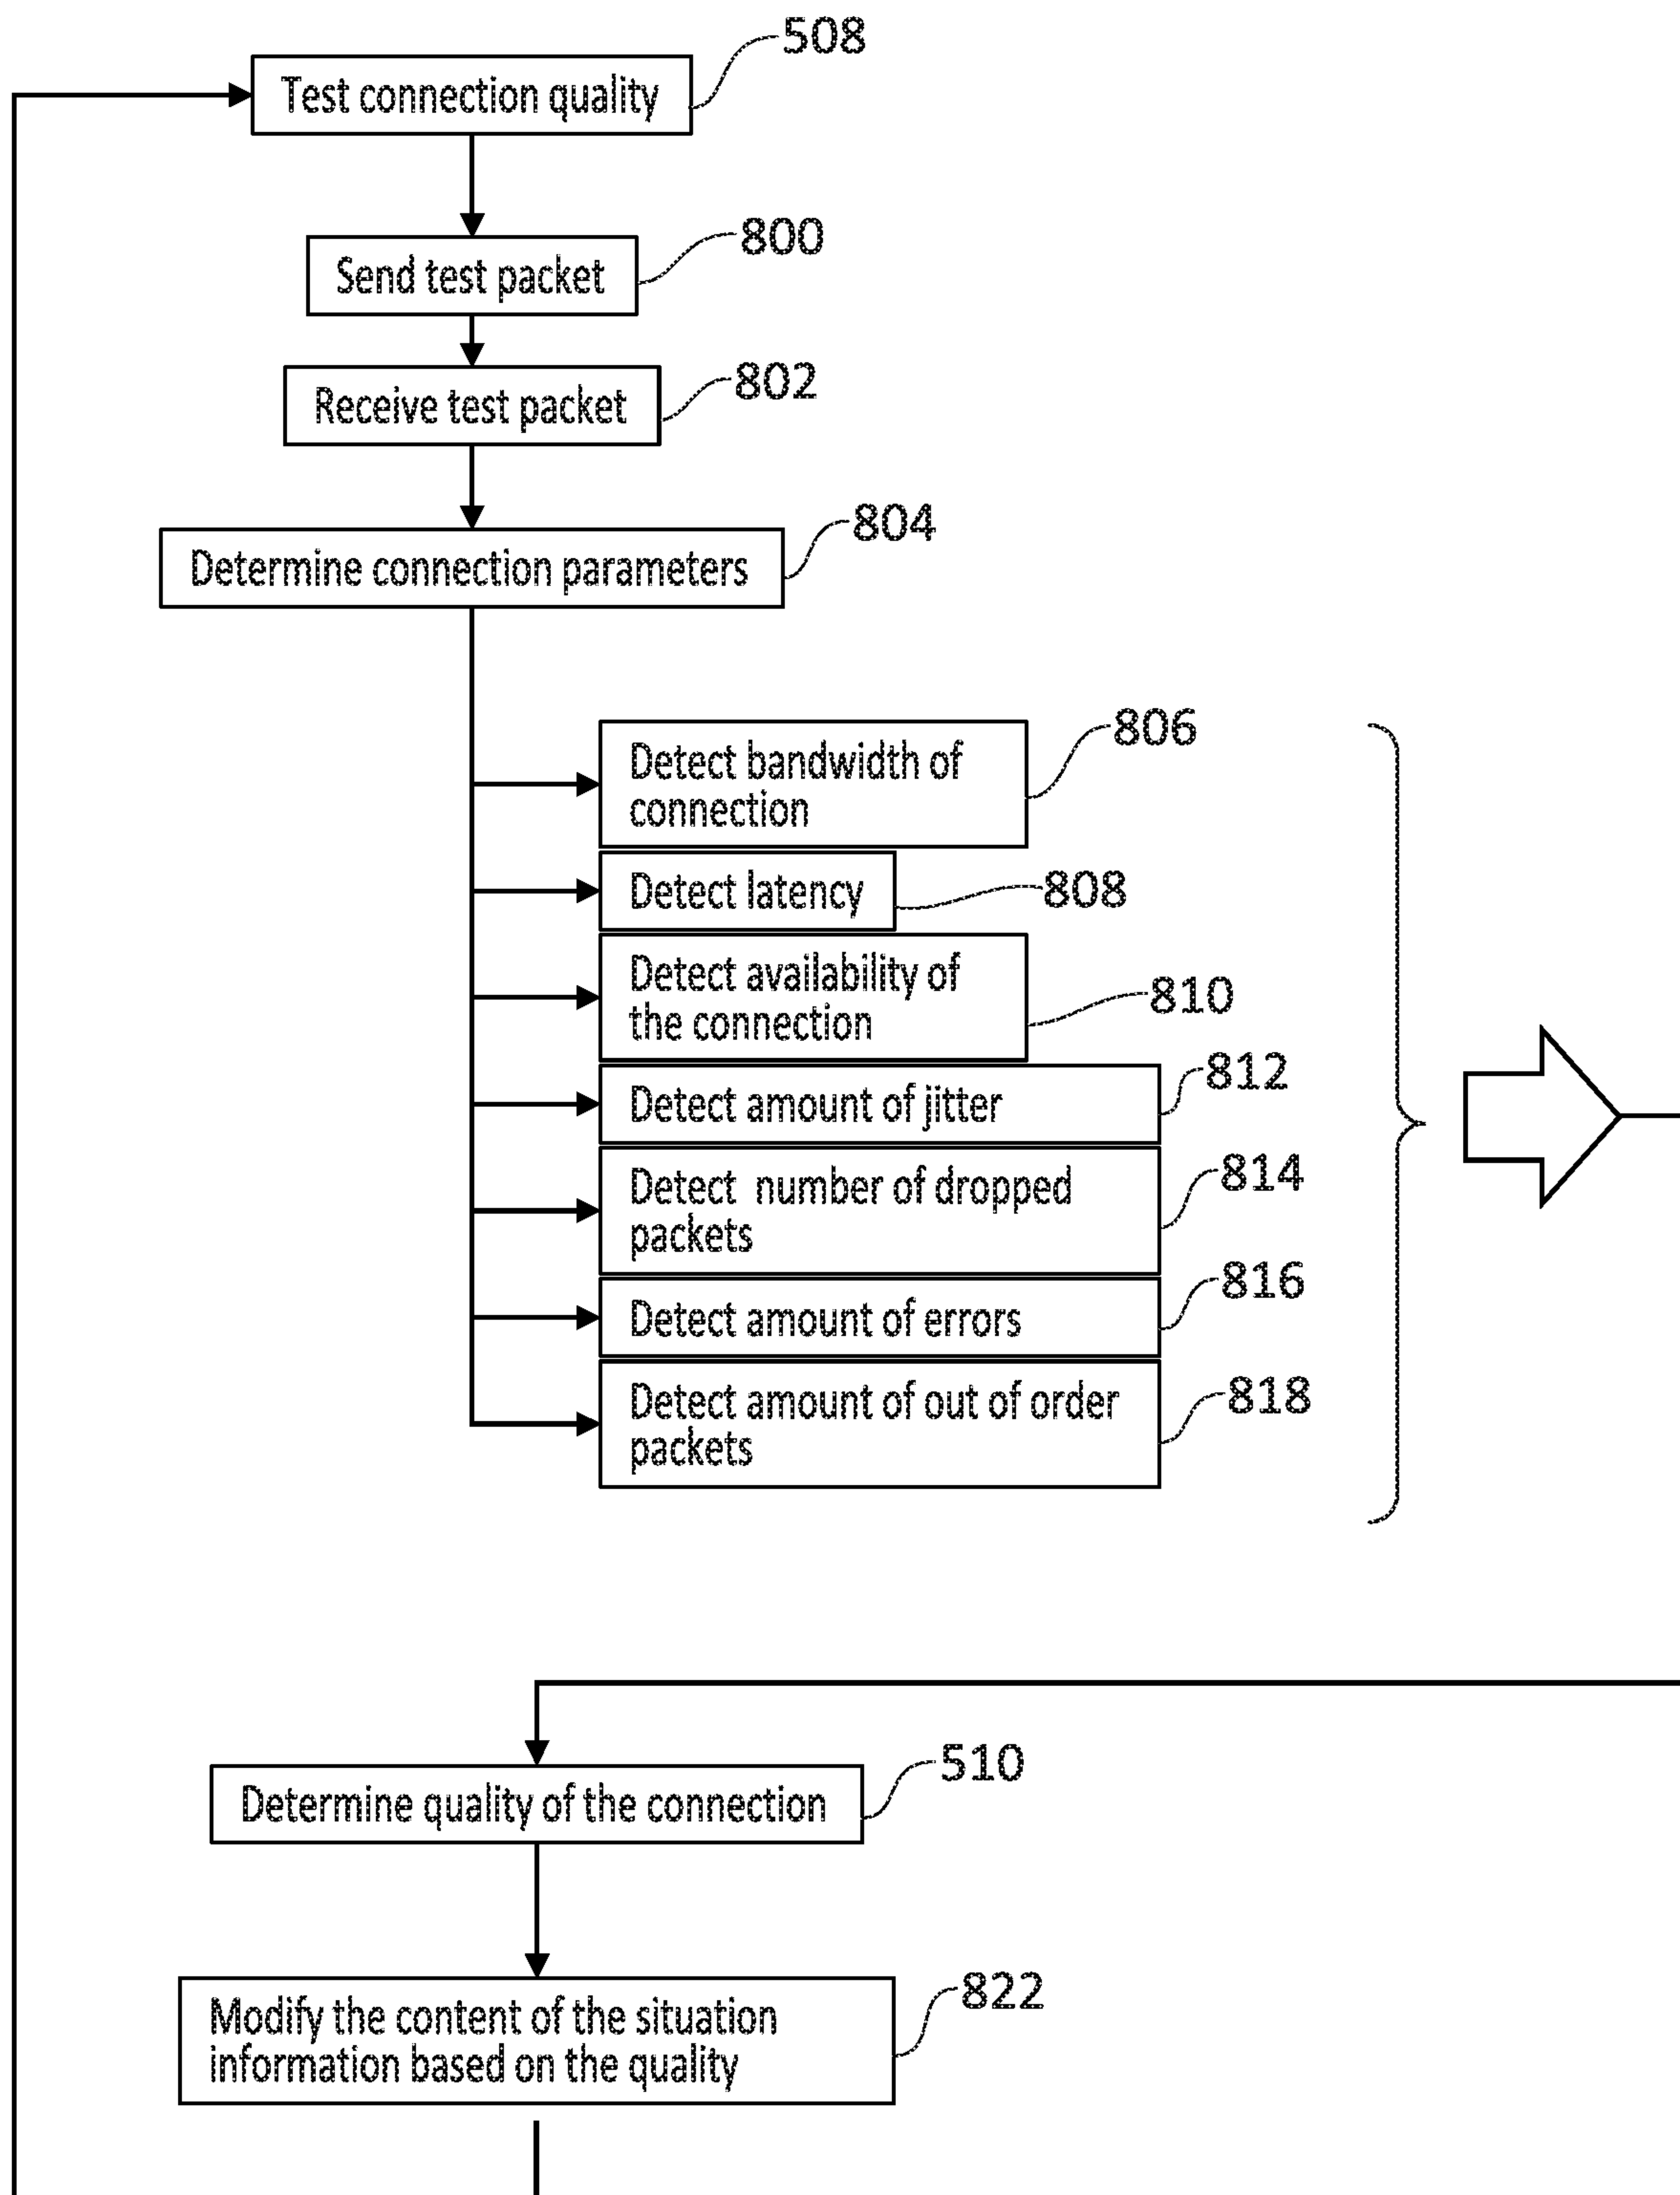 508
Test connection quality
800
Send test packet
802
Receive test packet
804
Determine connection parameters
806
Detect bandwidth of
connection
Detect latency
808
Detect availability of
the connection
810
812
Detect amount of jitter
814
Detect number of dropped
packets
816
Detect amount of errors
818
Detect amount of out of order
packets
510
Determine quality of the connection
822
Modify the content of the situation
information based on the quality